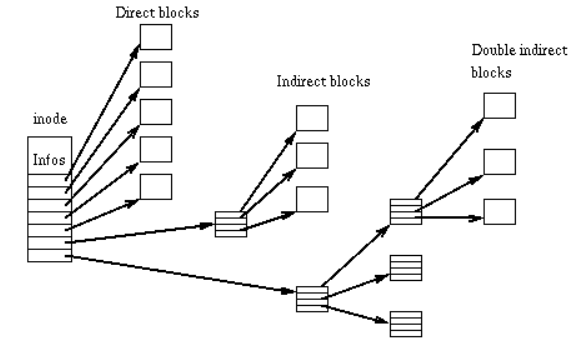 Direct blocks
Double indirect
blocks
Indirect blocks
inode
Infos